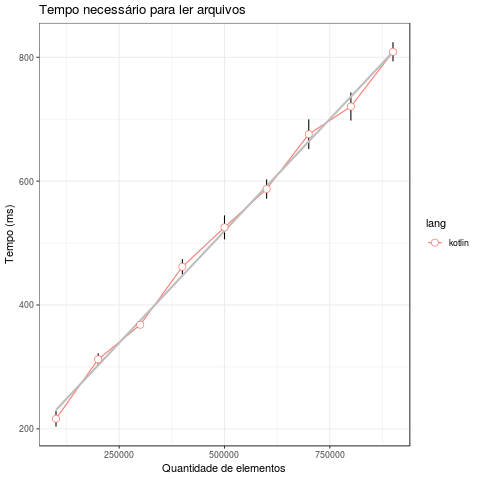 Tempo necessário para ler arquivos
Tempo (ms)
800
600
400
200
250000
500000
750000
Quantidade de elementos
lang
kotlin